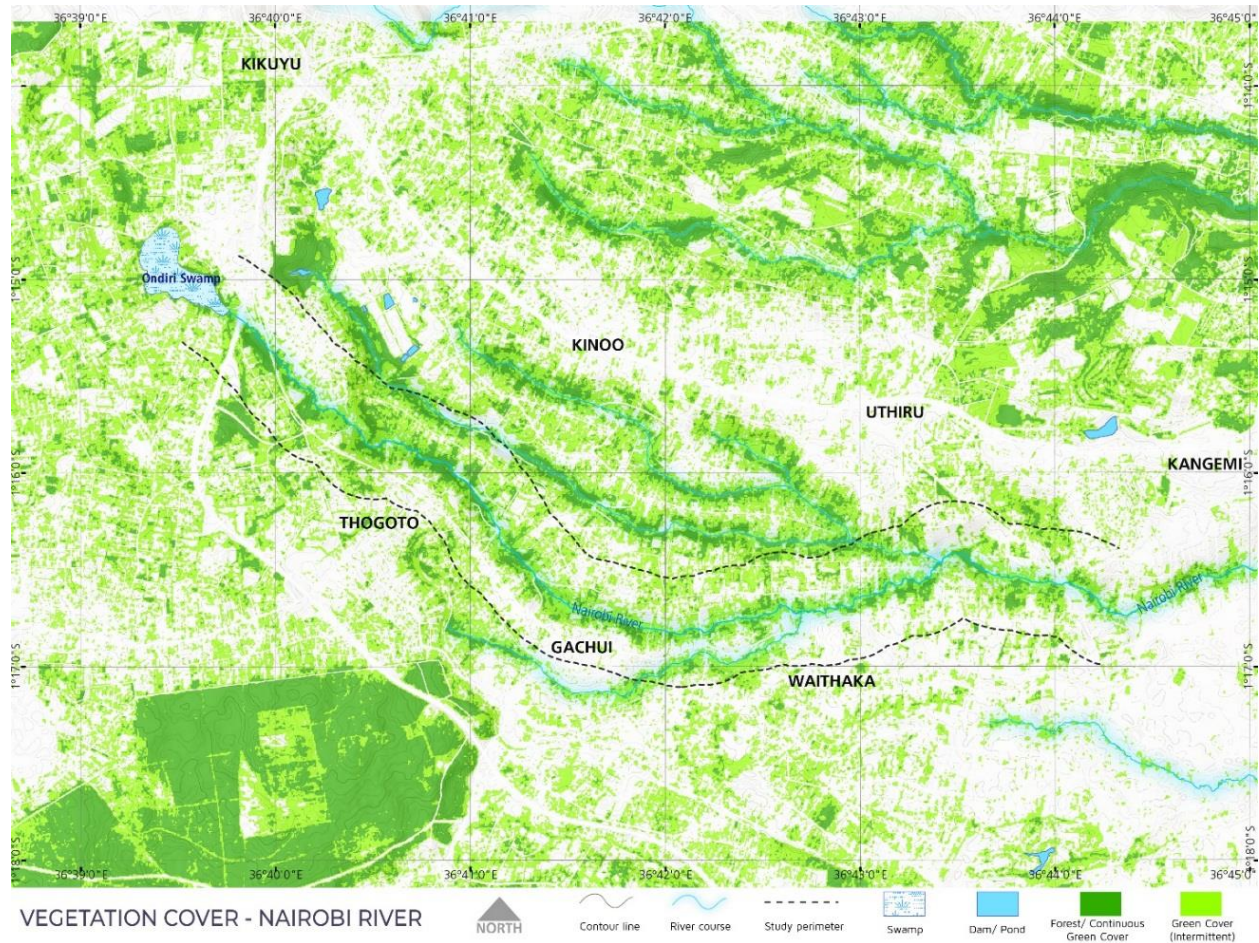 36°39'0"E 36°40'0"E 36°41'0"E 36°42'0"E 36°43'0"E 36°44'0"E 36°45'0"
KIKUYU
1°14'0"S
Ondiri Swamp
1°15'0"S
KINOO
UTHIRU
KANGEMI
1°16'0"S 1°16'0"S
THOGOTO
Nairobi River
Nairobi River
GACHUI
1°17'0"S 1°17'0"S
WAITHAKA
1°18'0"S 1°18'0"S
36°39'0"E 36°40'0"E 36°41'0"E 36°42'0"E 36°43'0"E 36°44'0"E 36°45'0"
VEGETATION COVER - NAIROBI RIVER
NORTH
Contour line
River course
Study perimeter
Swamp
Dam/ Pond
Forest/ Continuous
Green Cover
Green Cover
(Intermittent)